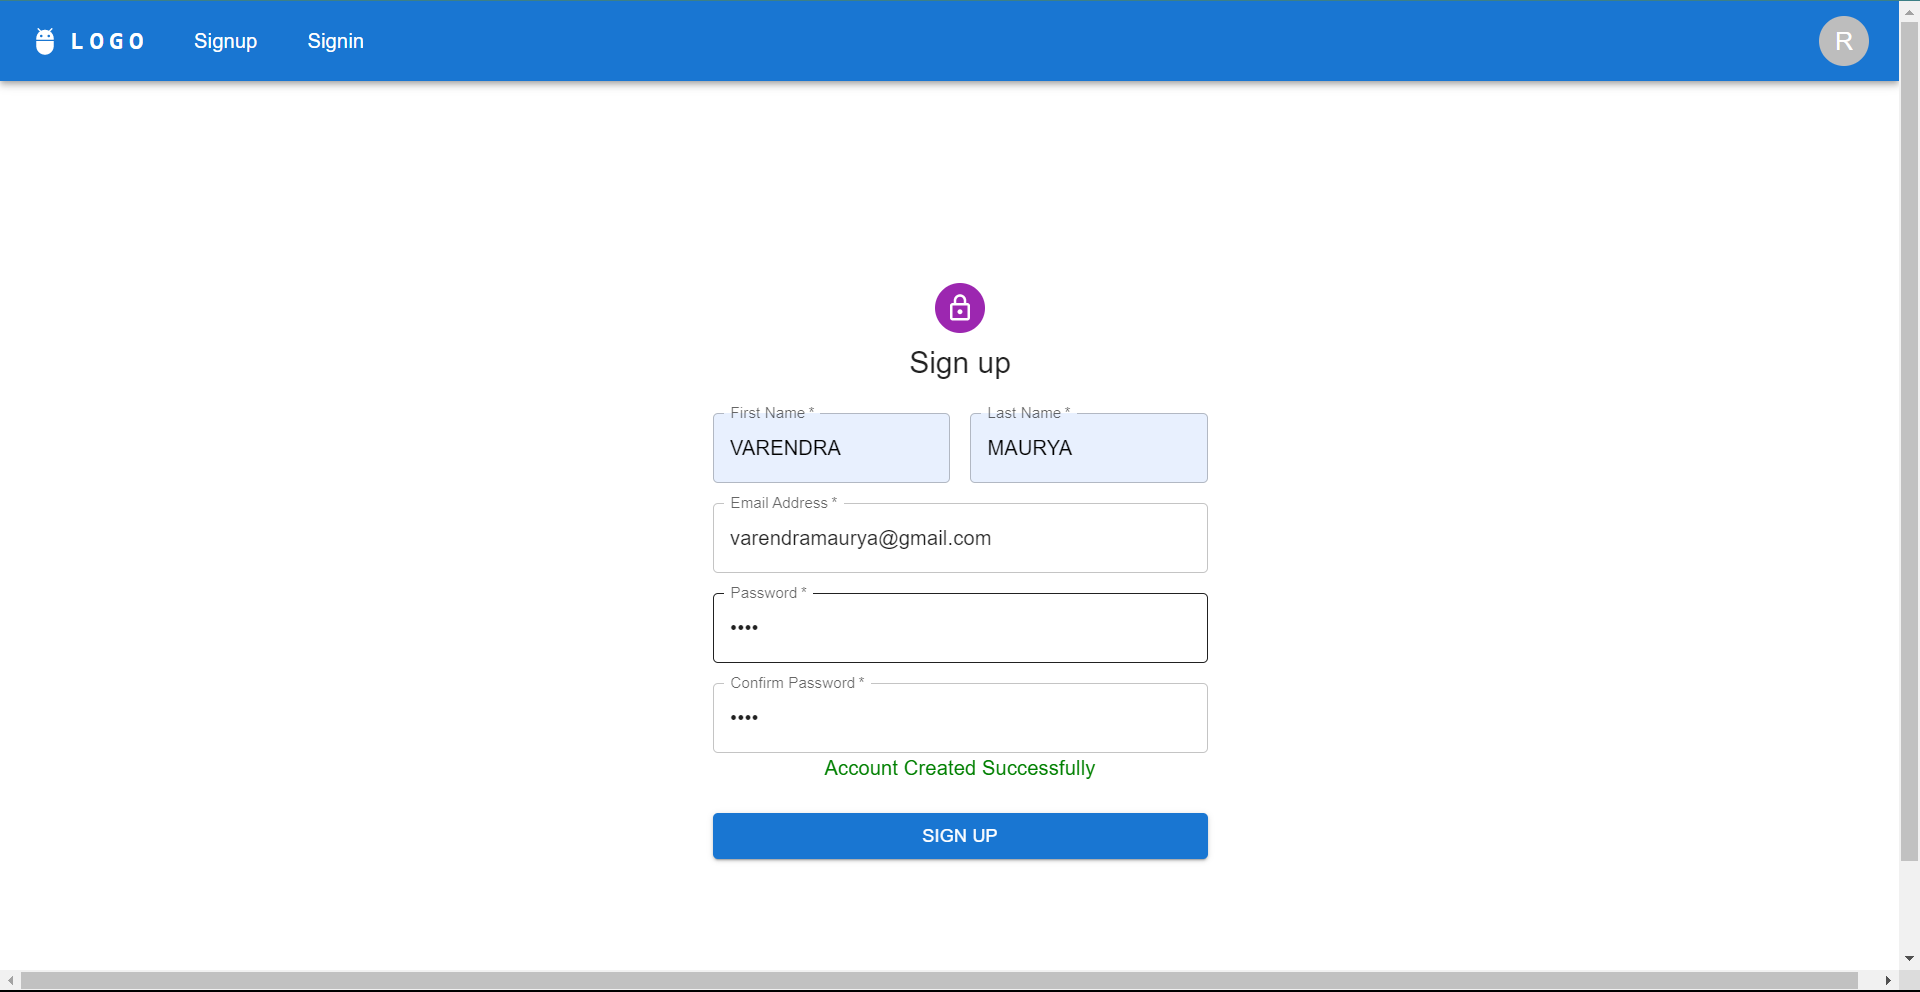 LOGO Signup Signin R
Sign up
First Name * Last Name *
VARENDRA MAURYA
Email Address *
varendramaurya@gmail.com
Password *
••••
Confirm Password *
••••
Account Created Successfully
SIGN UP